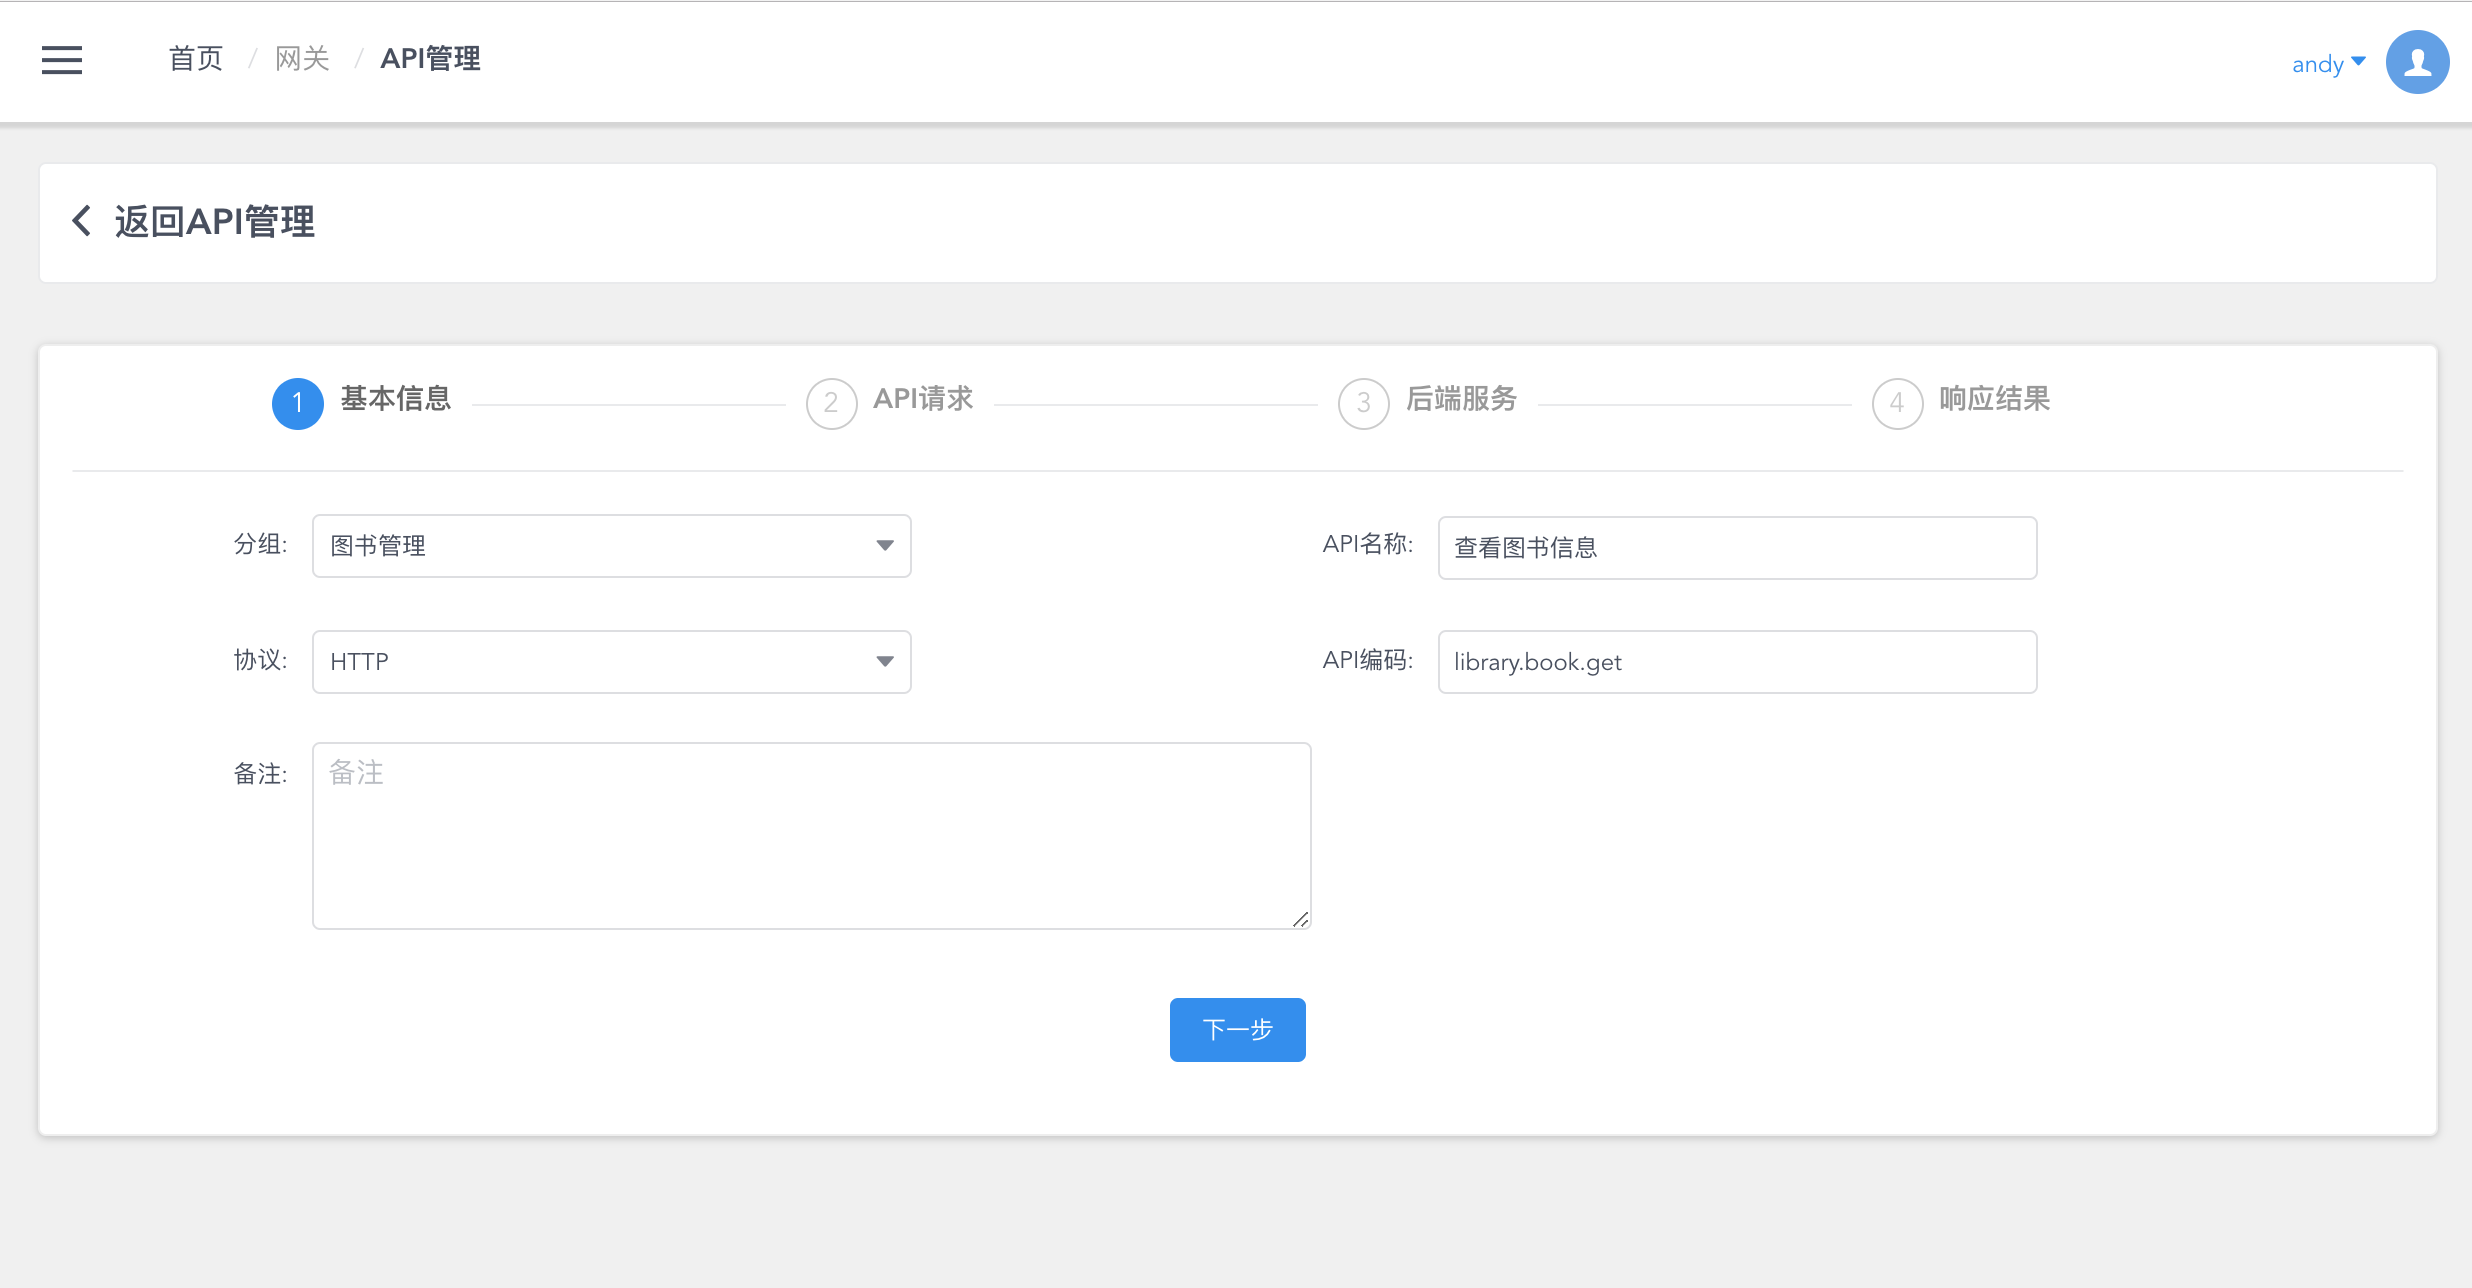 首页 / 网关 / API管理
andy
返回API管理
1 基本信息 2 API请求 3 后端服务 4 响应结果
分组: 图书管理 API名称: 查看图书信息
协议: HTTP API编码: library.book.get
备注: 备注
下一步